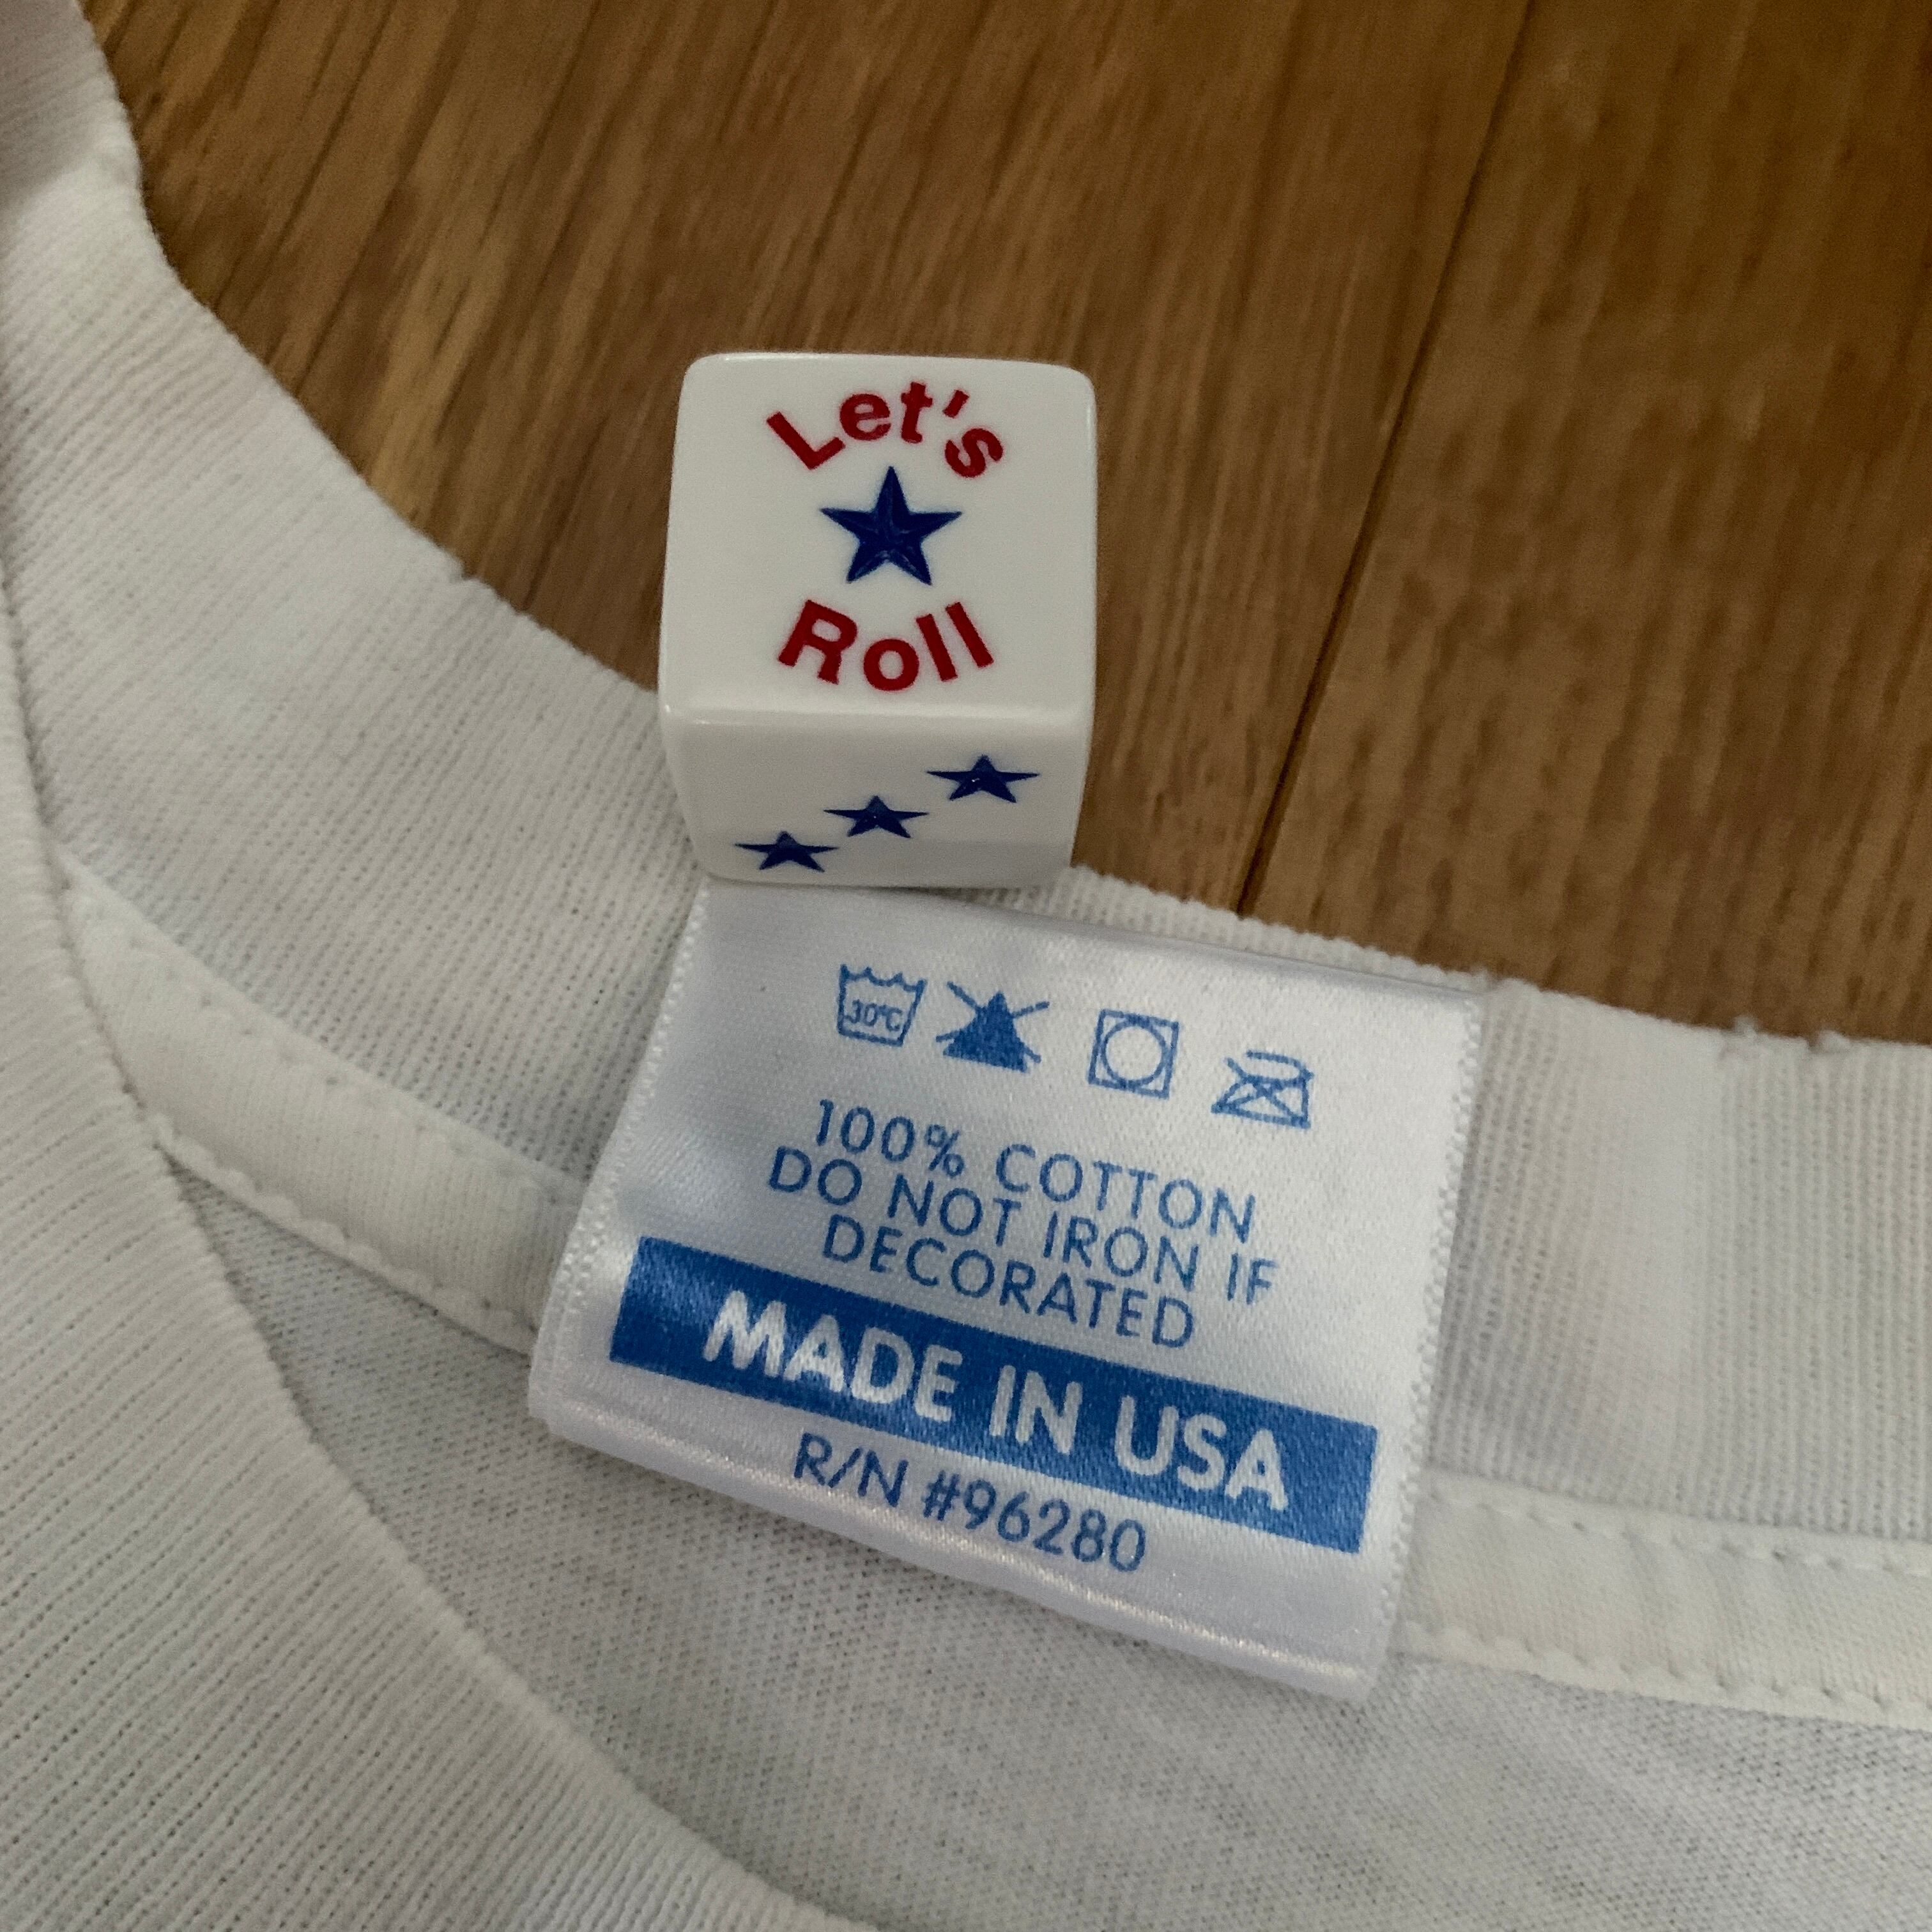 Let's
Roll
30°C
100% COTTON
DO NOT IRON IF
DECORATED
MADE IN USA
R/N #96280